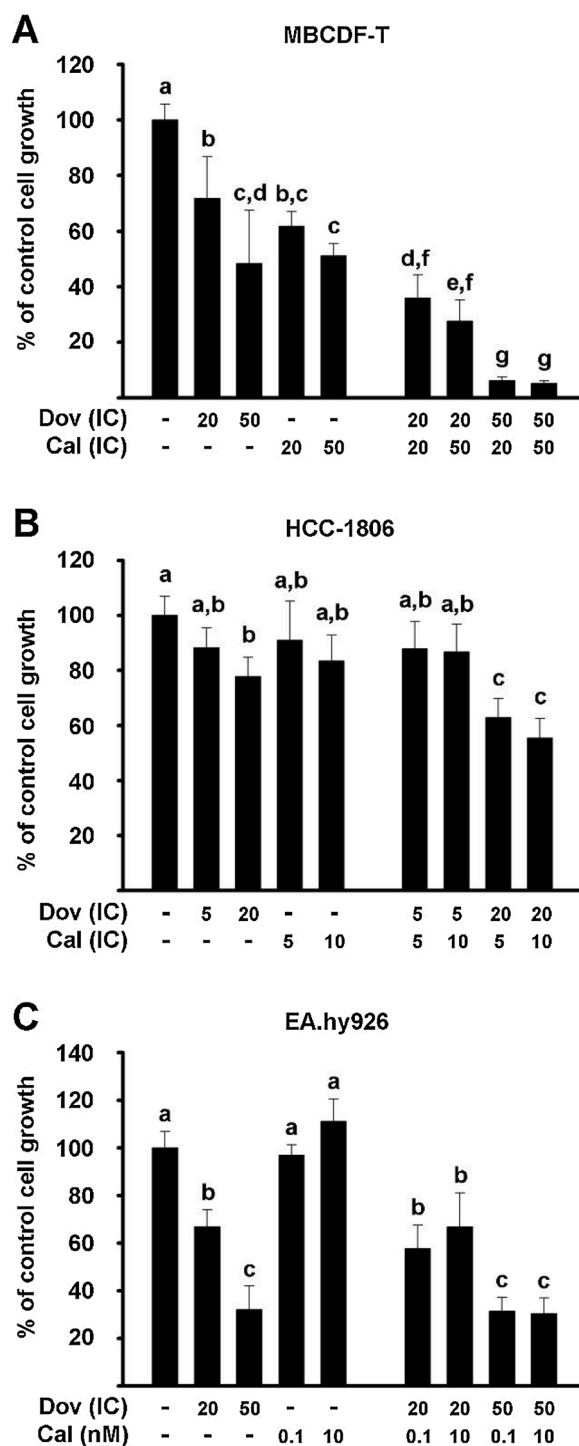 A
MBCDF-T
% of control cell growth
120
100
80
60
40
20
a
b
c,d
b,c
c
d,f
e,f
g
g
Dov (IC) - 20 50 - - 20 20 50 50
Cal (IC) - - - 20 50 20 50 20 50
B
HCC-1806
% of control cell growth
120
100
80
60
40
20
a
a,b
b
a,b
a,b
a,b
a,b
c
c
Dov (IC) - 5 20 - - 5 5 20 20
Cal (IC) - - - 5 10 5 10 5 10
C
EA.hy926
% of control cell growth
140
120
100
80
60
40
20
a
b
c
a
a
b
b
c
c
Dov (IC) - 20 50 - - 20 20 50 50
Cal (nM) - - - 0.1 10 0.1 10 0.1 10